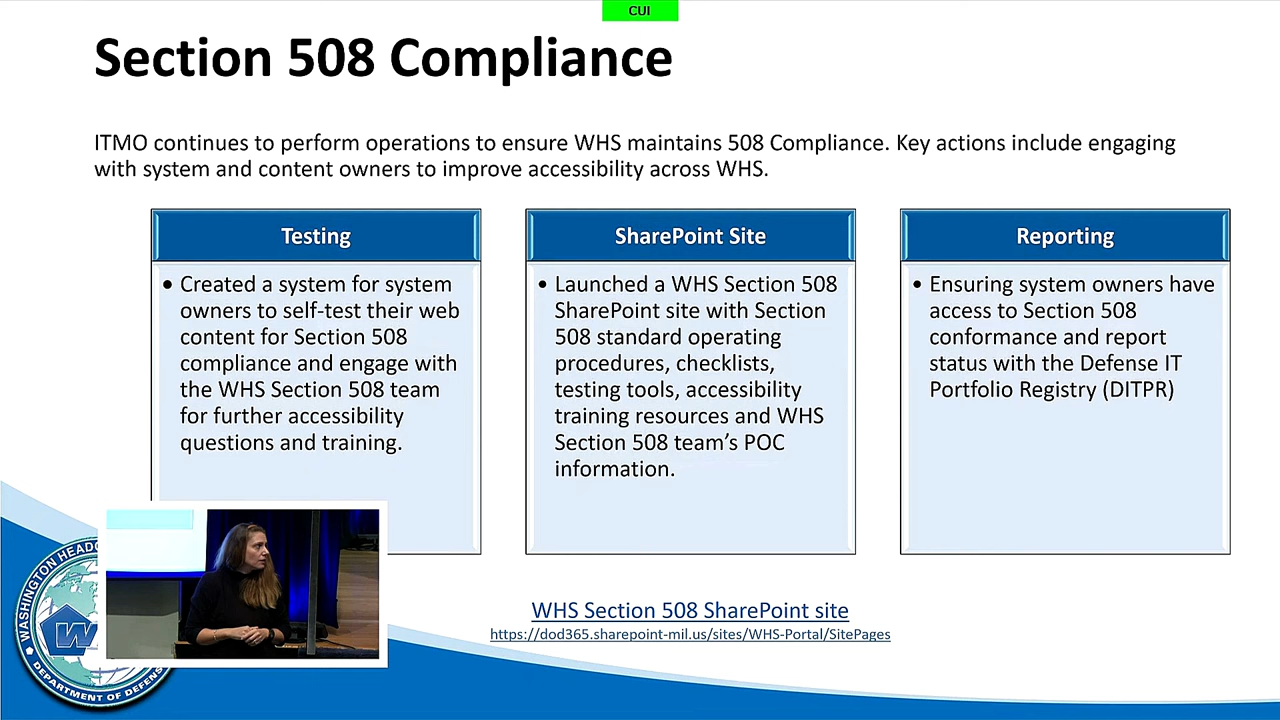 CUI
Section 508 Compliance
ITMO continues to perform operations to ensure WHS maintains 508 Compliance. Key actions include engaging
with system and content owners to improve accessibility across WHS.
Testing
• Created a system for system
owners to self-test their web
content for Section 508
compliance and engage with
the WHS Section 508 team
for further accessibility
questions and training.
SharePoint Site
• Launched a WHS Section 508
SharePoint site with Section
508 standard operating
procedures, checklists,
testing tools, accessibility
training resources and WHS
Section 508 team’s POC
information.
Reporting
• Ensuring system owners have
access to Section 508
conformance and report
status with the Defense IT
Portfolio Registry (DITPR)
WHS Section 508 SharePoint site
https://dod365.sharepoint-mil.us/sites/WHS-Portal/SitePages
WASHINGTON
W
DEPARTMENT OF